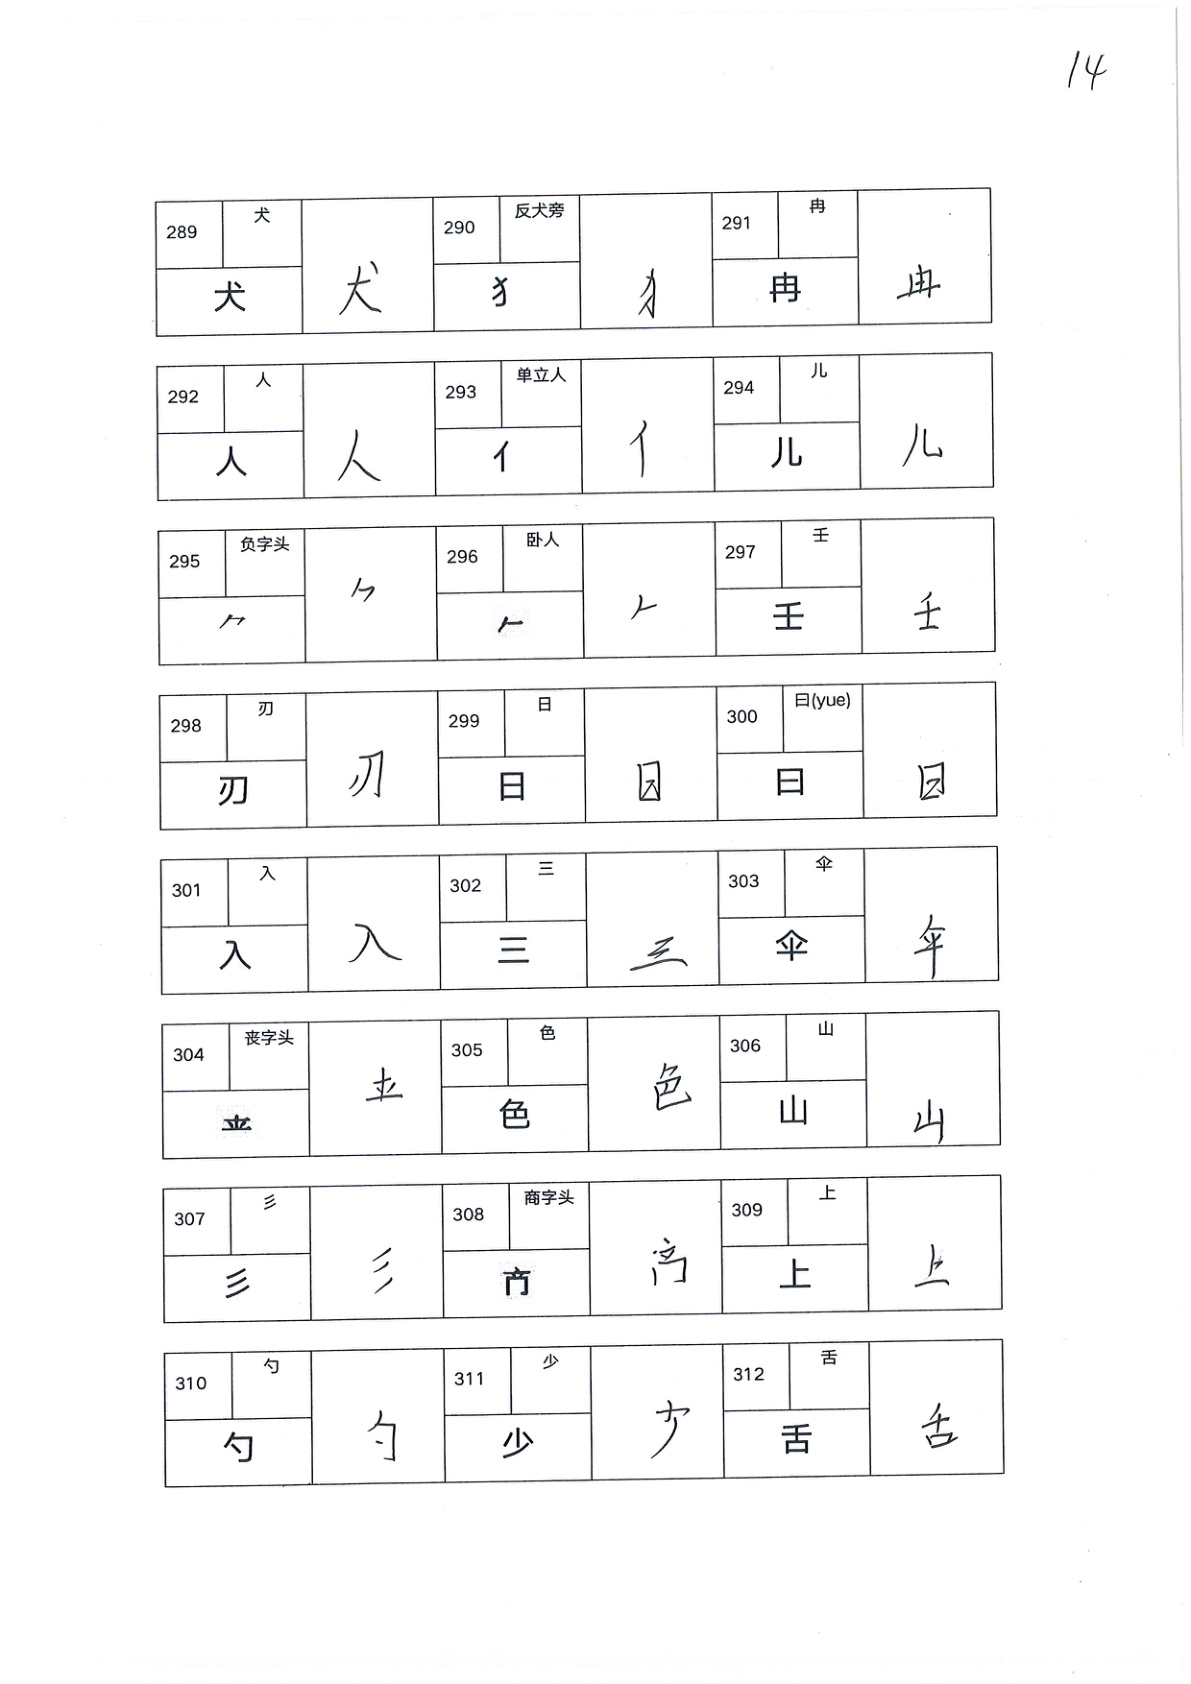 14
289 犬 犬 犬 290 反犬旁 犭 犭 291 冉 冉 冉
292 人 人 人 293 单立人 亻 亻 294 儿 儿 儿
295 负字头 ⺈ ⺈ 296 卧人 𠂉 𠂉 297 壬 壬 壬
298 刃 刃 刃 299 日 日 日 300 曰(yue) 曰 曰
301 入 入 入 302 三 三 三 303 伞 伞 伞
304 丧字头 305 色 色 色 306 山 山 山
307 彡 彡 彡 308 商字头 309 上 上 上
310 勺 勺 勺 311 少 少 少 312 舌 舌 舌